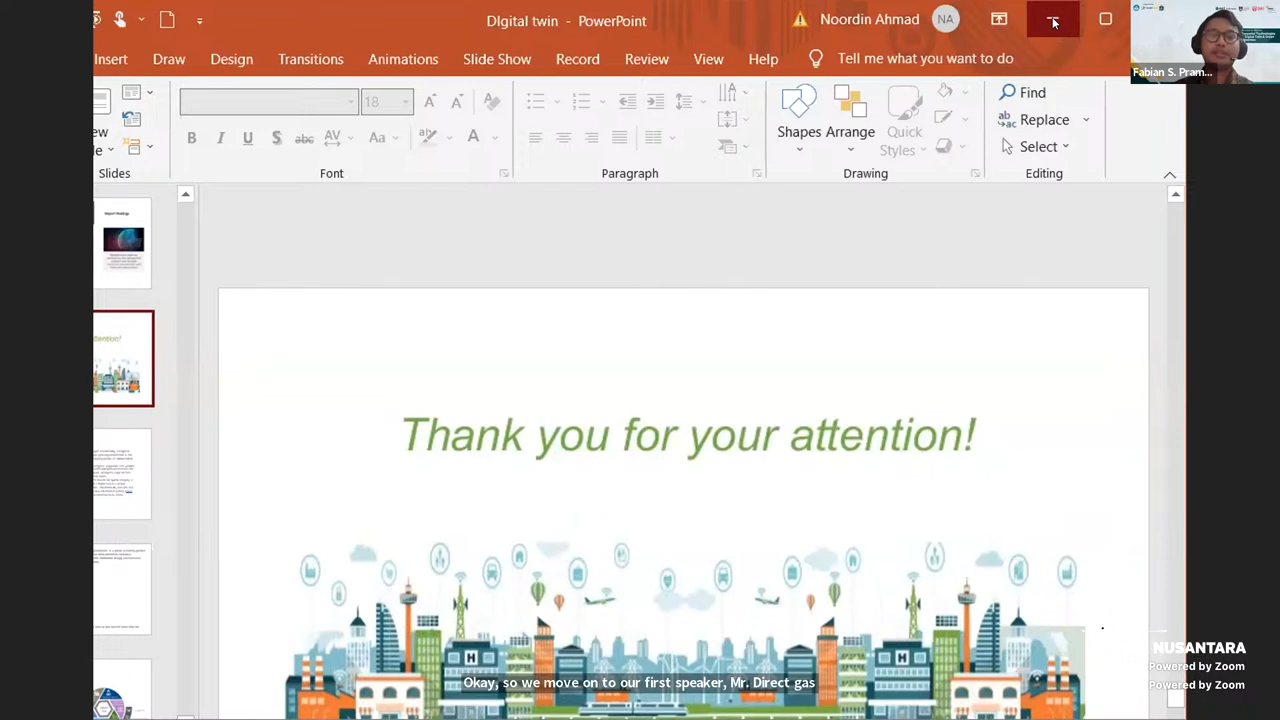 DIgital twin - PowerPoint
Noordin Ahmad
NA
Insert
Draw
Design
Transitions
Animations
Slide Show
Record
Review
View
Help
Tell me what you want to do
Fabian S. Pram...
18
Find
Replace
Select
Shapes
Arrange
Quick
Styles
Slides
Font
Paragraph
Drawing
Editing
Thank you for your attention!
H
H
Okay, so we move on to our first speaker, Mr. Direct gas
NUSANTARA
Powered by Zoom
Powered by Zoom